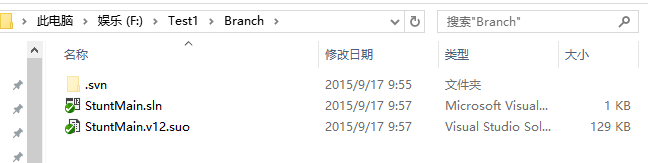 此电脑 › 娱乐 (F:) › Test1 › Branch › 搜索"Branch"
名称 修改日期 类型 大小
.svn 2015/9/17 9:55 文件夹
StuntMain.sln 2015/9/17 9:57 Microsoft Visual... 1 KB
StuntMain.v12.suo 2015/9/17 9:57 Visual Studio Sol... 129 KB